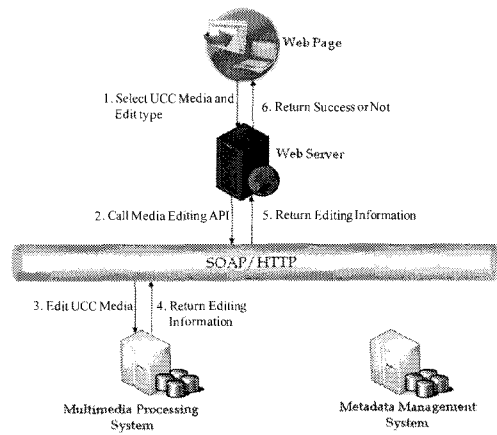 Web Page
1. Select UCC Media and
Edit type
6. Return Success or Not
Web Server
2. Call Media Editing API
5. Return Editing Information
SOAP/HTTP
3. Edit UCC Media
4. Return Editing
Information
Multimedia Processing
System
Metadata Management
System